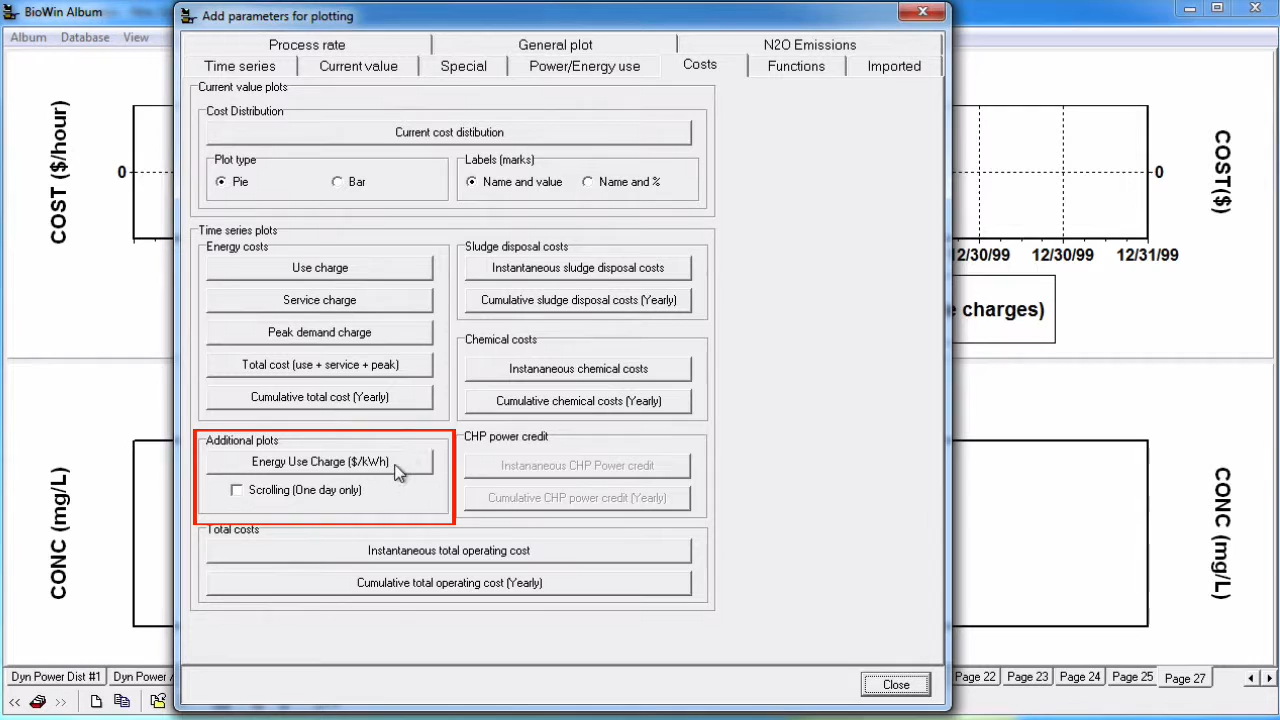 BioWin Album
Album Database View
Add parameters for plotting
Process rate General plot N2O Emissions
Time series Current value Special Power/Energy use Costs Functions Imported
Current value plots
Cost Distribution
Current cost distibution
Plot type
Pie Bar
Labels (marks)
Name and value Name and %
Time series plots
Energy costs
Use charge
Service charge
Peak demand charge
Total cost (use + service + peak)
Cumulative total cost (Yearly)
Sludge disposal costs
Instantaneous sludge disposal costs
Cumulative sludge disposal costs (Yearly)
Chemical costs
Instananeous chemical costs
Cumulative chemical costs (Yearly)
Additional plots
Energy Use Charge ($/kWh)
Scrolling (One day only)
CHP power credit
Instananeous CHP Power credit
Cumulative CHP power credit (Yearly)
Total costs
Instantaneous total operating cost
Cumulative total operating cost (Yearly)
Close
COST ($/hour)
0
CONC (mg/L)
0
COST($)
12/30/99 12/30/99 12/31/99
charges)
CONC (mg/L)
Dyn Power Dist #1 Dyn Power Page 22 Page 23 Page 24 Page 25 Page 27